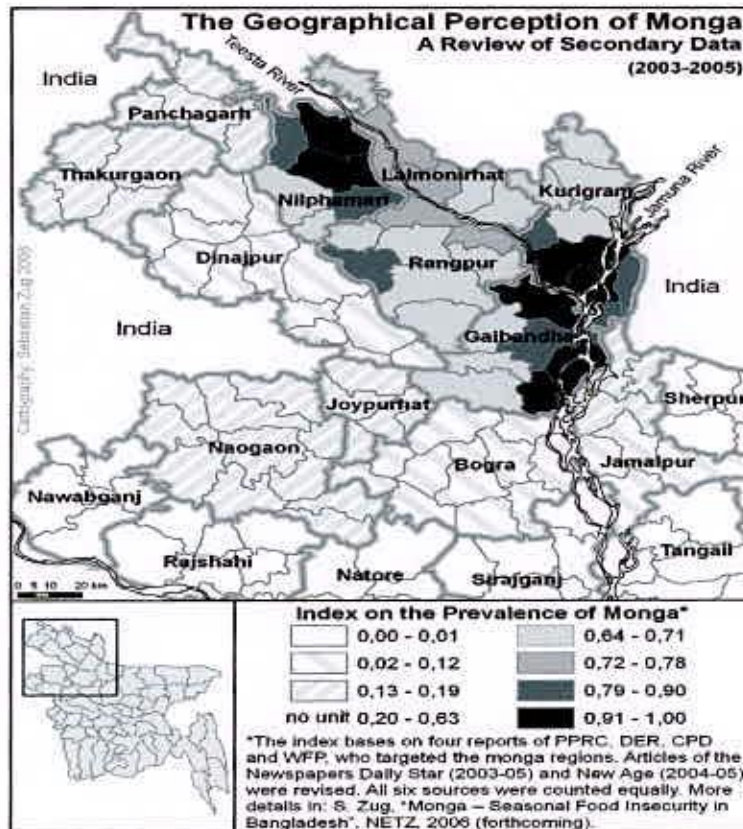 The Geographical Perception of Monga
A Review of Secondary Data
(2003-2005)
India
Teesta River
Panchagarh
Thakurgaon
Lalmonirhat
Kurigram
Jamuna River
Nilphamari
Dinajpur
Rangpur
India
India
Gaibandha
Cartography: Sebastian Zug 2006
Joypurhat
Sherpur
Naogaon
Bogra
Jamalpur
Nawabganj
Rajshahi
Natore
Sirajganj
Tangail
0 5 10 20 km
Index on the Prevalence of Monga*
0,00 - 0,01
0,64 - 0,71
0,02 - 0,12
0,72 - 0,78
0,13 - 0,19
0,79 - 0,90
no unit 0,20 - 0,63
0,91 - 1,00
*The index bases on four reports of PPRC, DER, CPD
and WFP, who targeted the monga regions. Articles of the
Newspapers Daily Star (2003-05) and New Age (2004-05)
were revised. All six sources were counted equally. More
details in: S. Zug, "Monga – Seasonal Food Insecurity in
Bangladesh", NETZ, 2006 (forthcoming).